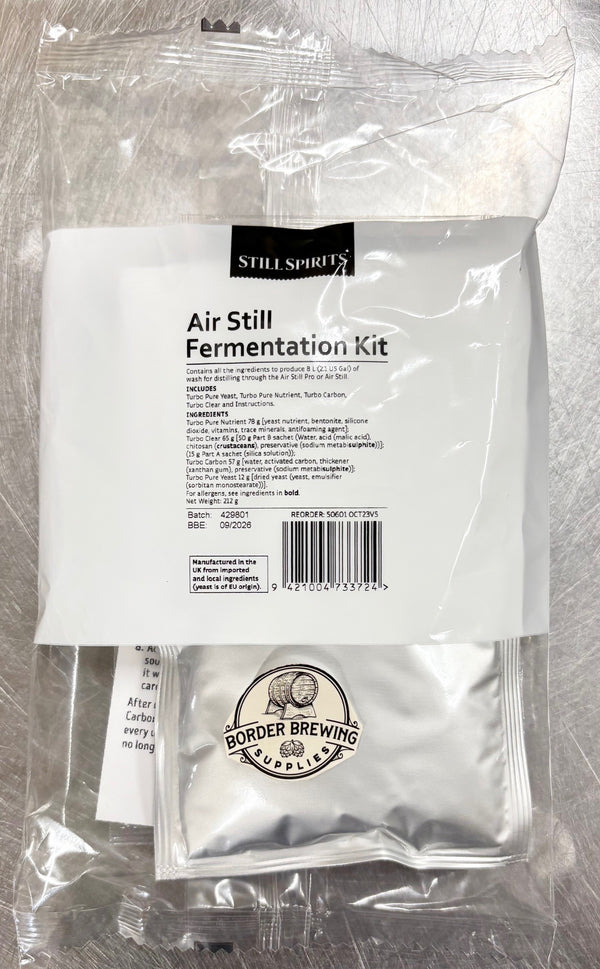 STILL SPIRITS
Air Still
Fermentation Kit
Contains all the ingredients to produce 8 L (2.1 US Gal) of
wash for distilling through the Air Still Pro or Air Still.
INCLUDES
Turbo Pure Yeast, Turbo Pure Nutrient, Turbo Carbon,
Turbo Clear and Instructions.
INGREDIENTS
Turbo Pure Nutrient 78 g [yeast nutrient, bentonite, silicone
dioxide, vitamins, trace minerals, antifoaming agent];
Turbo Clear 65 g [50 g Part B sachet (Water, acid (malic acid),
chitosan (crustaceans), preservative (sodium metabisulphite))];
(15 g Part A sachet (silica solution));
Turbo Carbon 57 g [water, activated carbon, thickener
(xanthan gum), preservative (sodium metabisulphite)];
Turbo Pure Yeast 12 g [dried yeast (yeast, emulsifier
(sorbitan monostearate))].
For allergens, see ingredients in bold.
Net Weight: 212 g
Batch: 429801
BBE: 09/2026
REORDER: 50601 OCT23V5
Manufactured in the
UK from imported
and local ingredients
(yeast is of EU origin).
9 421004 733724 >
sou
it w
care
After
Carbo
every
no long
BORDER BREWING
SUPPLIES